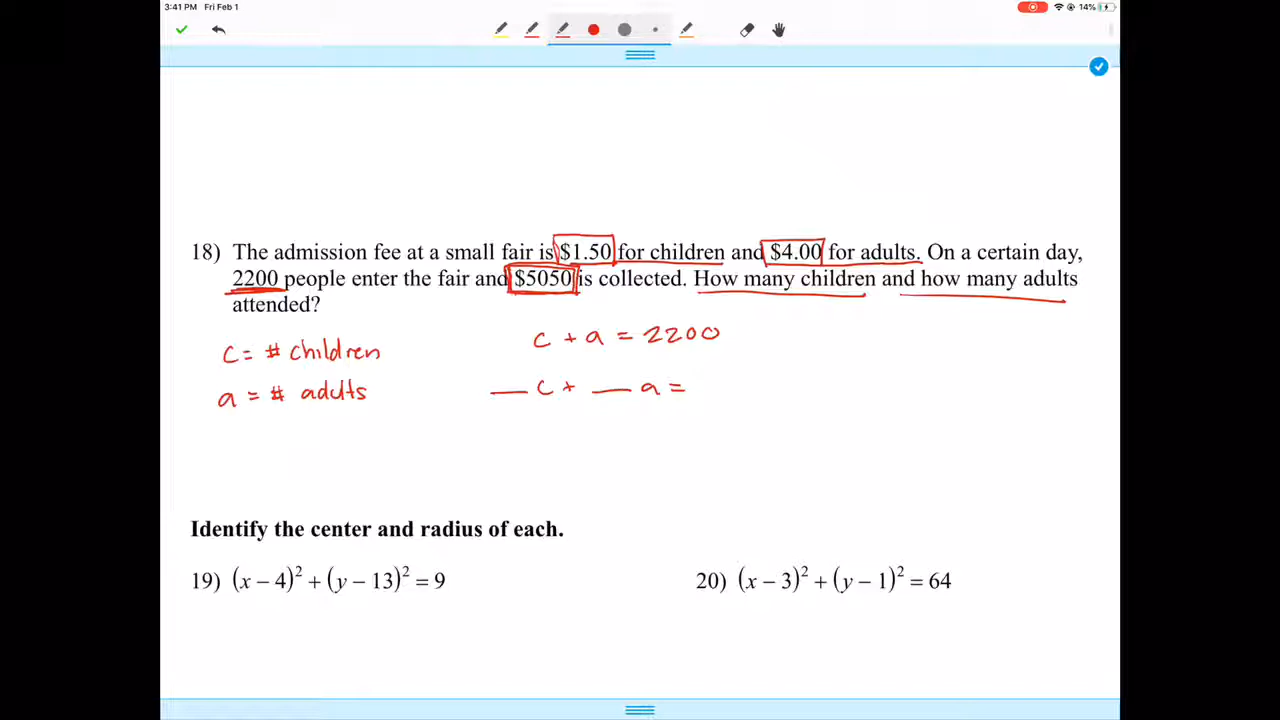 3:41 PM Fri Feb 1
14%
18) The admission fee at a small fair is $1.50 for children and $4.00 for adults. On a certain day,
2200 people enter the fair and $5050 is collected. How many children and how many adults
attended?
c = # children
a = # adults
c + a = 2200
__ c + __ a =
Identify the center and radius of each.
19) (x − 4)² + (y − 13)² = 9
20) (x − 3)² + (y − 1)² = 64